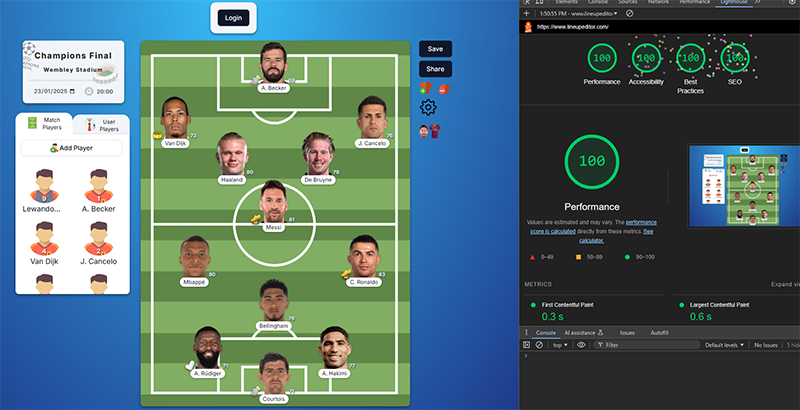 Login
Champions Final
Wembley Stadium
23/01/2025
20:00
Match Players
User Players
Add Player
Lewando...
9
A. Becker
1
Van Dijk
4
J. Cancelo
A. Becker
Van Dijk
73
J. Cancelo
76
Haaland
80
De Bruyne
79
Messi
81
Mbappé
80
C. Ronaldo
83
Bellingham
76
A. Rüdiger
71
A. Hakimi
77
Courtois
Save
Share
Elements
Console
Sources
Network
Performance
Lighthouse
1:50:55 PM - www.lineupedito
https://www.lineupeditor.com/
100
100
100
100
Performance
Accessibility
Best Practices
SEO
100
Performance
Values are estimated and may vary. The performance
score is calculated directly from these metrics. See
calculator.
0–49
50–89
90–100
METRICS
Expand view
First Contentful Paint
0.3 s
Largest Contentful Paint
0.6 s
Console
AI assistance
Issues
Autofill
top
Filter
Default levels
No Issues
5 hid